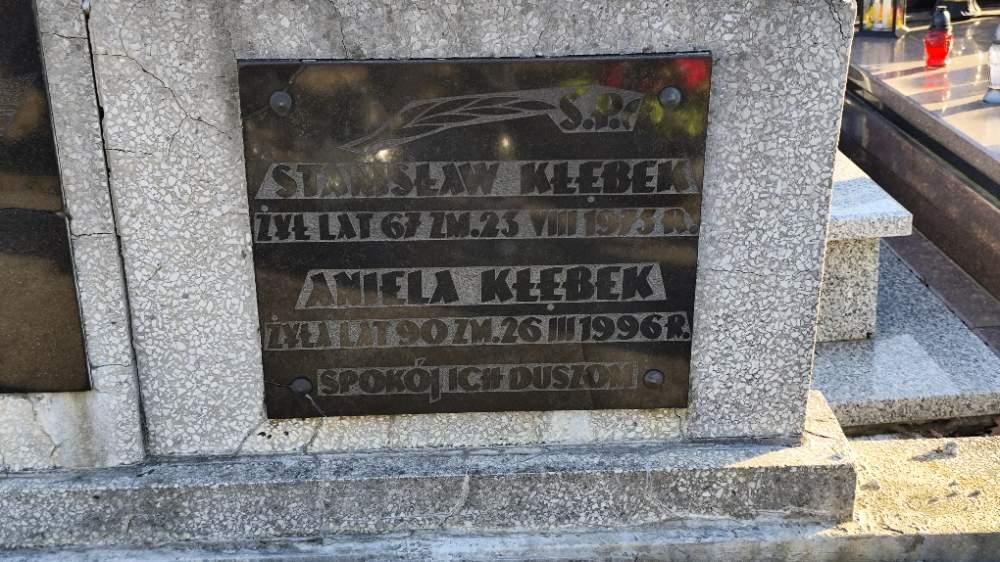 Ś.P.
STANISŁAW KŁĘBEK
ŻYŁ LAT 67 ZM. 23 VIII 1973 R.
ANIELA KŁĘBEK
ŻYŁA LAT 90 ZM. 26 III 1996 R.
SPOKÓJ ICH DUSZOM